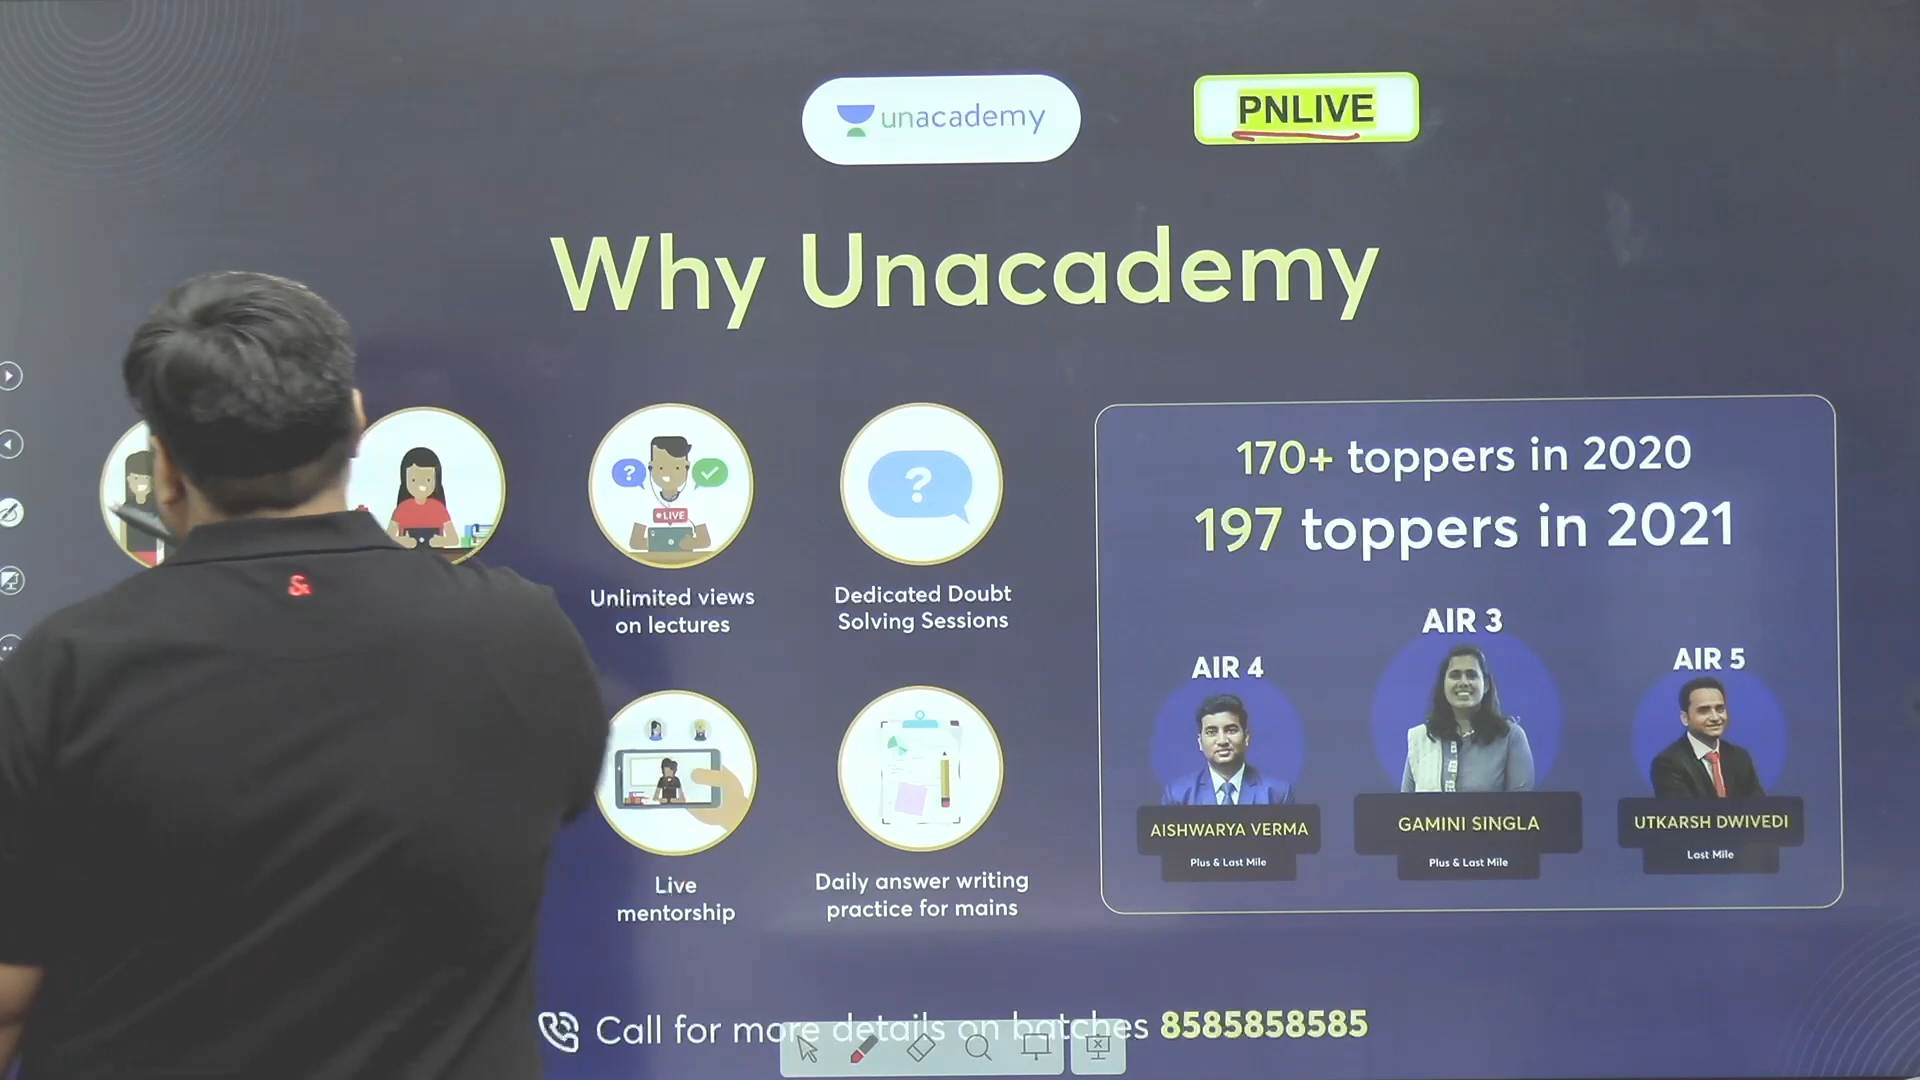 unacademy
PNLIVE
Why Unacademy
LIVE
Unlimited views
on lectures
Dedicated Doubt
Solving Sessions
Live
mentorship
Daily answer writing
practice for mains
170+ toppers in 2020
197 toppers in 2021
AIR 4
AISHWARYA VERMA
Plus & Last Mile
AIR 3
GAMINI SINGLA
Plus & Last Mile
AIR 5
UTKARSH DWIVEDI
Last Mile
&
Call for more details on batches 8585858585